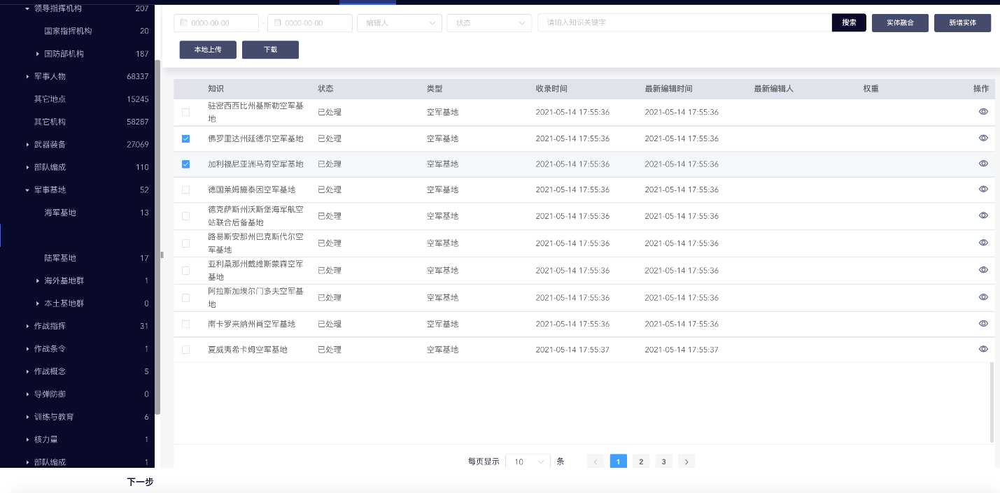 领导指挥机构 207
国家指挥机构 20
国防部机构 187
军事人物 68337
其它地点 15245
其它机构 58287
武器装备 27069
部队编成 110
军事基地 52
海军基地 13
陆军基地 17
海外基地群 1
本土基地群 0
作战指挥 31
作战条令 1
作战概念 5
导弹防御 0
训练与教育 6
核力量 1
部队编成 1
下一步
0000-00-00 - 0000-00-00 编辑人 状态 请输入知识关键字 搜索 实体融合 新增实体
本地上传 下载
知识 状态 类型 收录时间 最新编辑时间 最新编辑人 权重 操作
驻密西西比州基斯勒空军基
地
已处理 空军基地 2021-05-14 17:55:36 2021-05-14 17:55:36
佛罗里达州廷德尔空军基地 已处理 空军基地 2021-05-14 17:55:36 2021-05-14 17:55:36
加利福尼亚洲马奇空军基地 已处理 空军基地 2021-05-14 17:55:36 2021-05-14 17:55:36
德国莱姆施泰因空军基地 已处理 空军基地 2021-05-14 17:55:36 2021-05-14 17:55:36
德克萨斯州沃斯堡海军航空
站联合后备基地
已处理 空军基地 2021-05-14 17:55:36 2021-05-14 17:55:36
路易斯安那州巴克斯代尔空
军基地
已处理 空军基地 2021-05-14 17:55:36 2021-05-14 17:55:36
亚利桑那州戴维斯蒙森空军
基地
已处理 空军基地 2021-05-14 17:55:36 2021-05-14 17:55:36
阿拉斯加埃尔门多夫空军基
地
已处理 空军基地 2021-05-14 17:55:36 2021-05-14 17:55:36
南卡罗来纳州肖空军基地 已处理 空军基地 2021-05-14 17:55:36 2021-05-14 17:55:36
夏威夷希卡姆空军基地 已处理 空军基地 2021-05-14 17:55:37 2021-05-14 17:55:37
每页显示 10 条 1 2 3